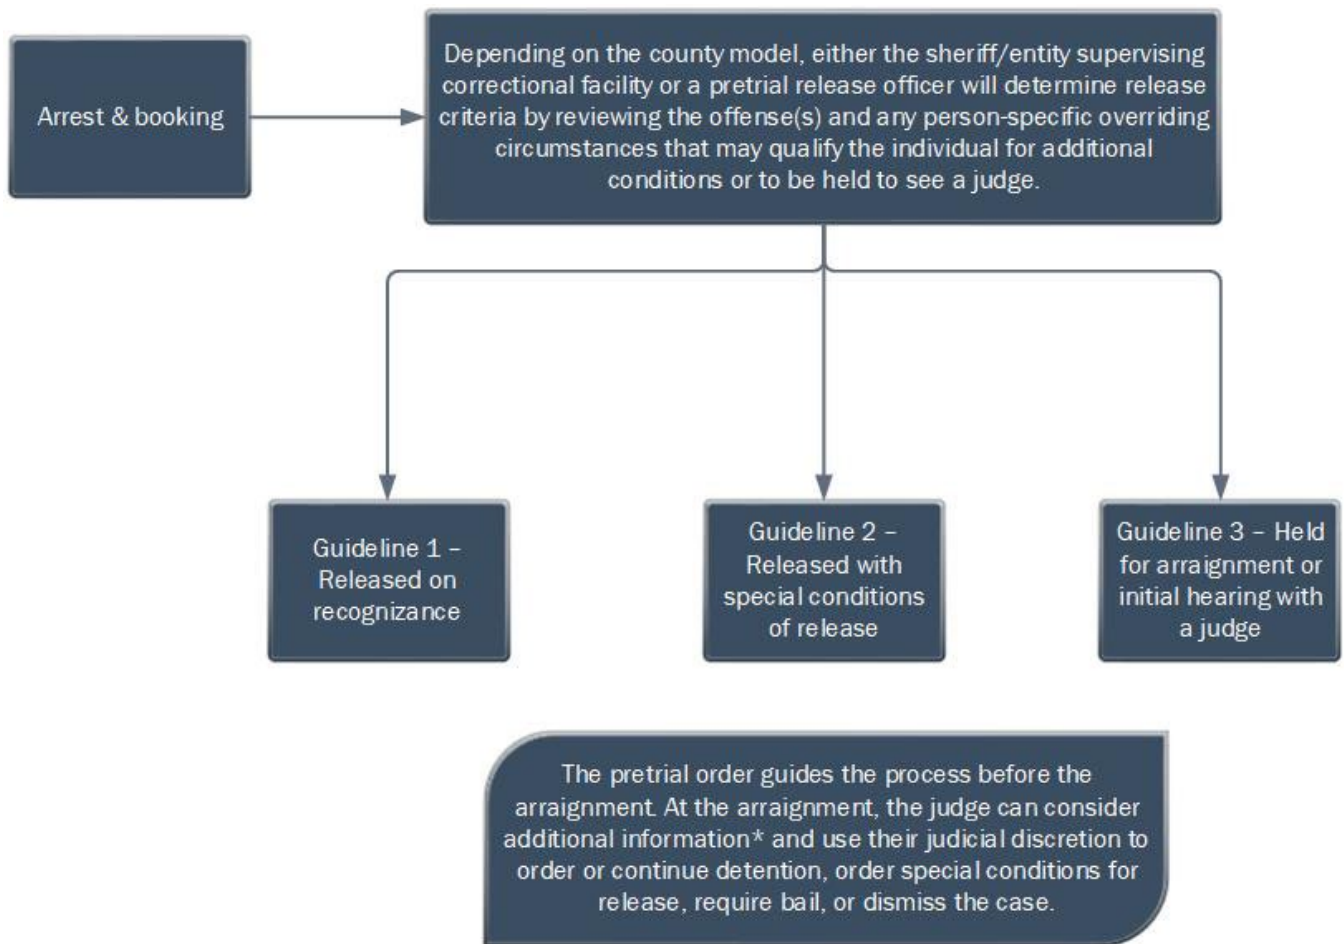 Arrest & booking
Depending on the county model, either the sheriff/entity supervising
correctional facility or a pretrial release officer will determine release
criteria by reviewing the offense(s) and any person-specific overriding
circumstances that may qualify the individual for additional
conditions or to be held to see a judge.
Guideline 1 –
Released on
recognizance
Guideline 2 –
Released with
special conditions
of release
Guideline 3 – Held
for arraignment or
initial hearing with
a judge
The pretrial order guides the process before the
arraignment. At the arraignment, the judge can consider
additional information* and use their judicial discretion to
order or continue detention, order special conditions for
release, require bail, or dismiss the case.